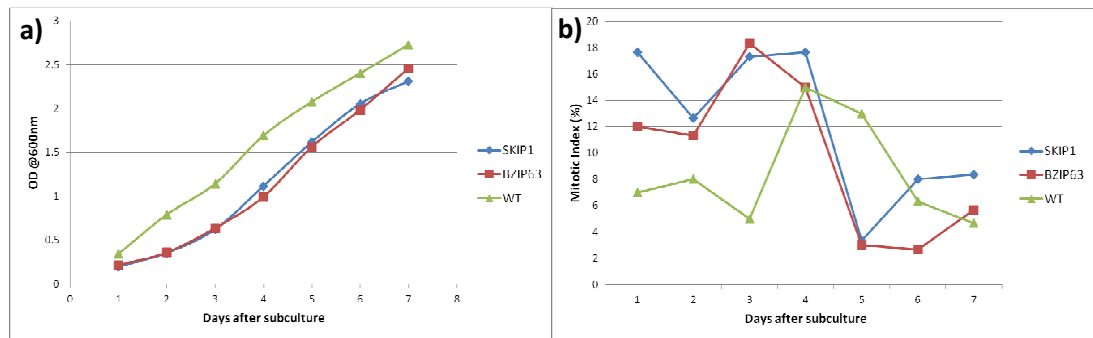 a)
3
2.5
2
1.5
1
0.5
0
OD @600nm
0 1 2 3 4 5 6 7 8
Days after subculture
SKIP1
BZIP63
WT
b)
20
18
16
14
12
10
8
6
4
2
0
Mitotic Index (%)
1 2 3 4 5 6 7
Days after subculture
SKIP1
BZIP63
WT